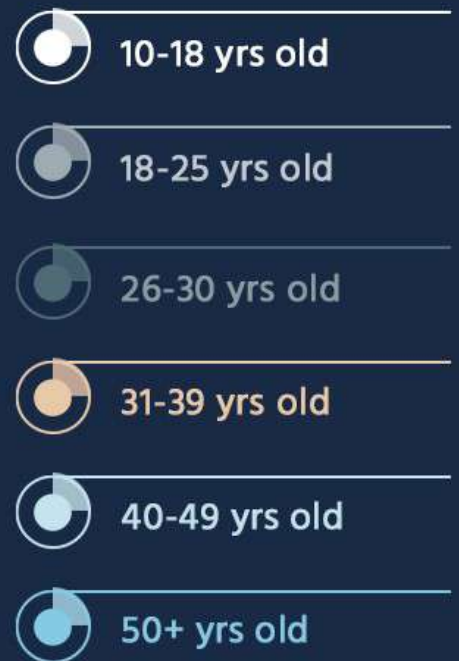 10-18 yrs old
18-25 yrs old
26-30 yrs old
31-39 yrs old
40-49 yrs old
50+ yrs old